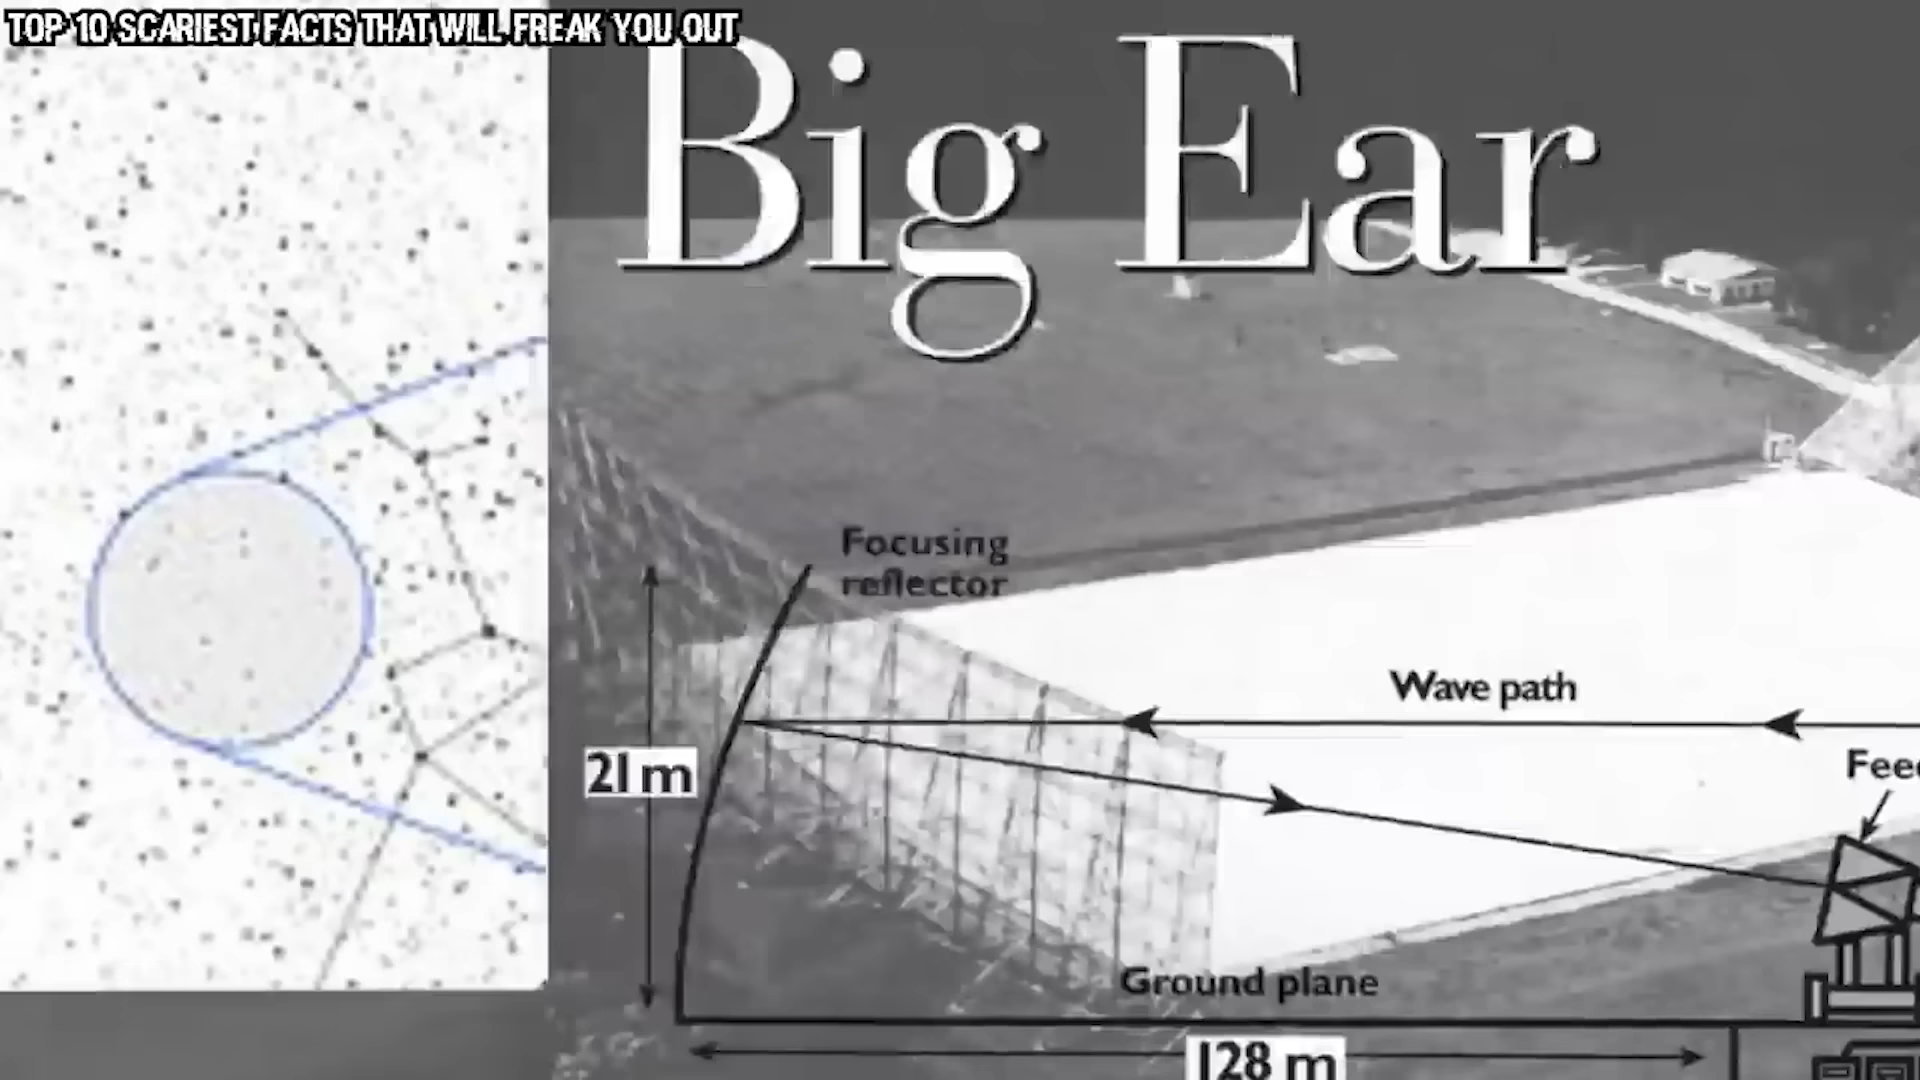 TOP 10 SCARIEST FACTS THAT WILL FREAK YOU OUT
Big Ear
Focusing
reflector
Wave path
21 m
Ground plane
128 m